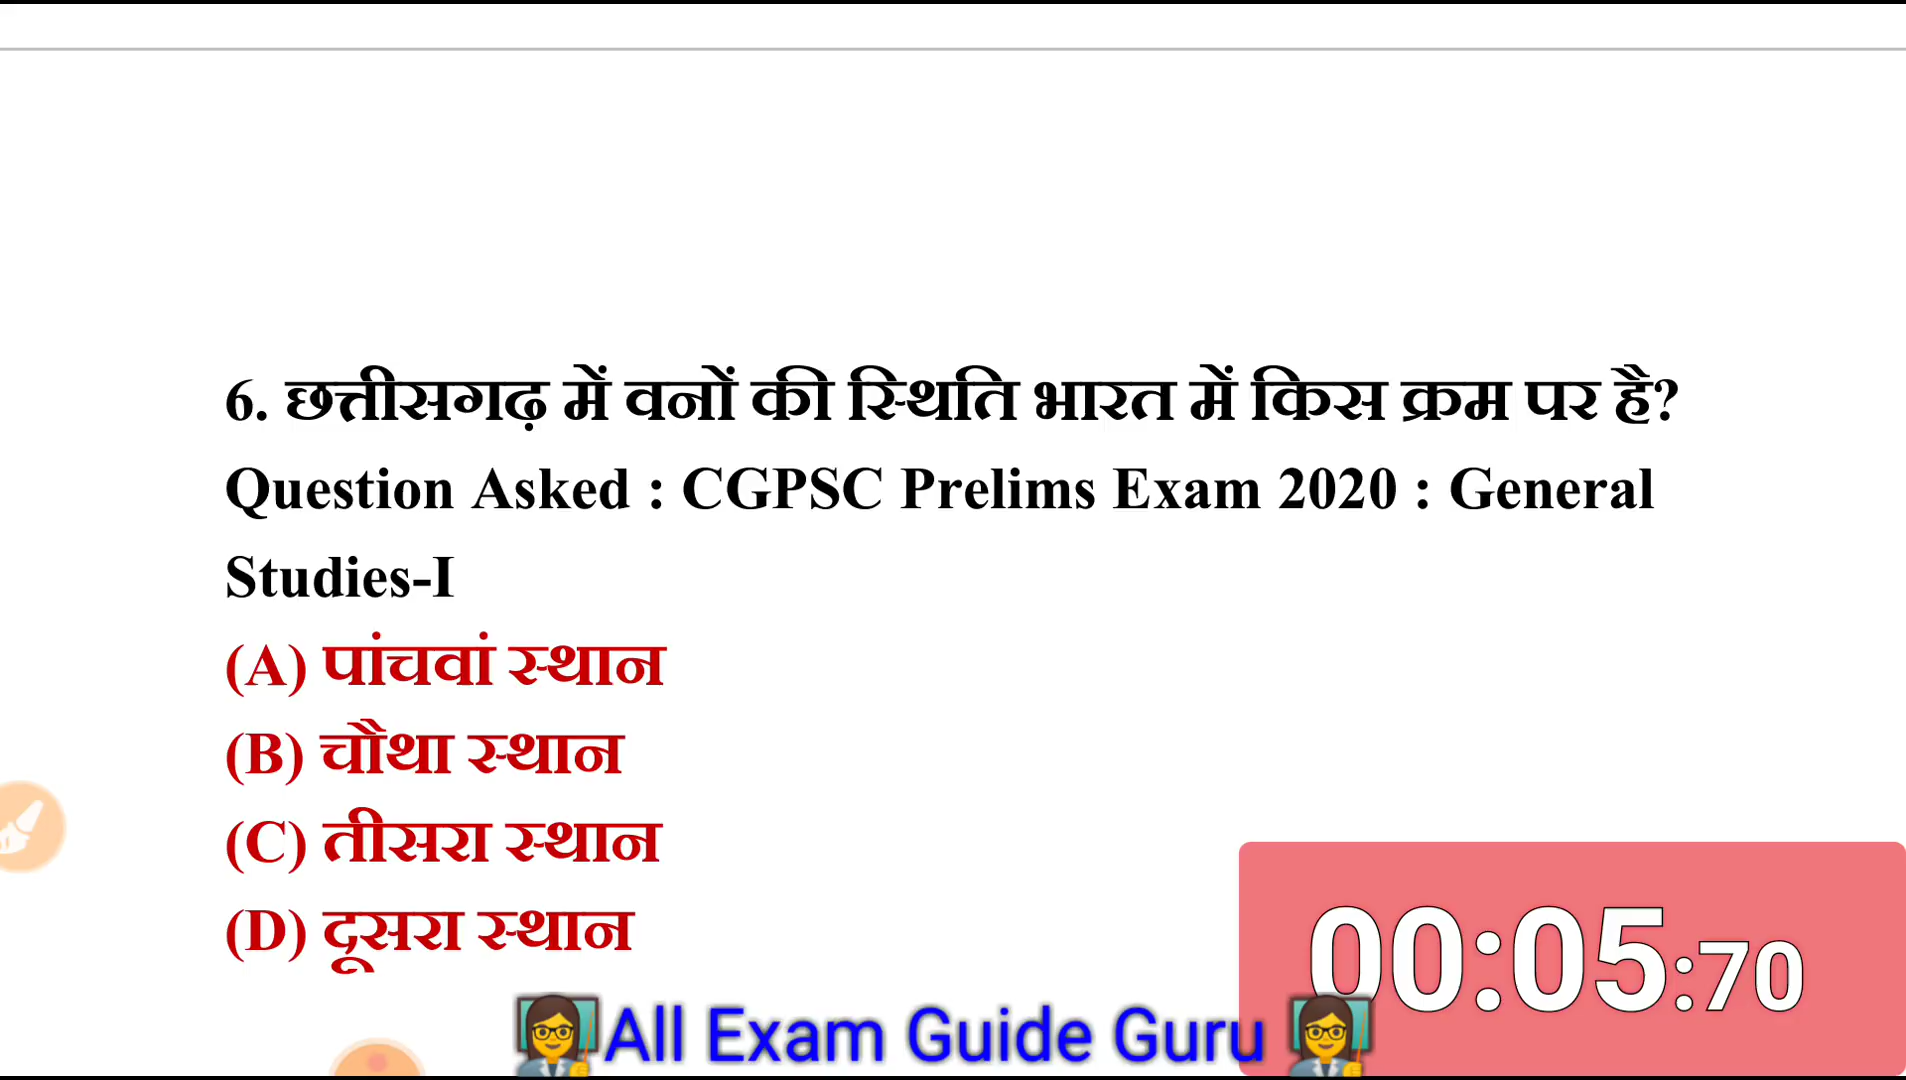 6. छत्तीसगढ़ में वनों की स्थिति भारत में किस क्रम पर है?
Question Asked : CGPSC Prelims Exam 2020 : General
Studies-I
(A) पांचवां स्थान
(B) चौथा स्थान
(C) तीसरा स्थान
(D) दूसरा स्थान
00:05:70
All Exam Guide Guru